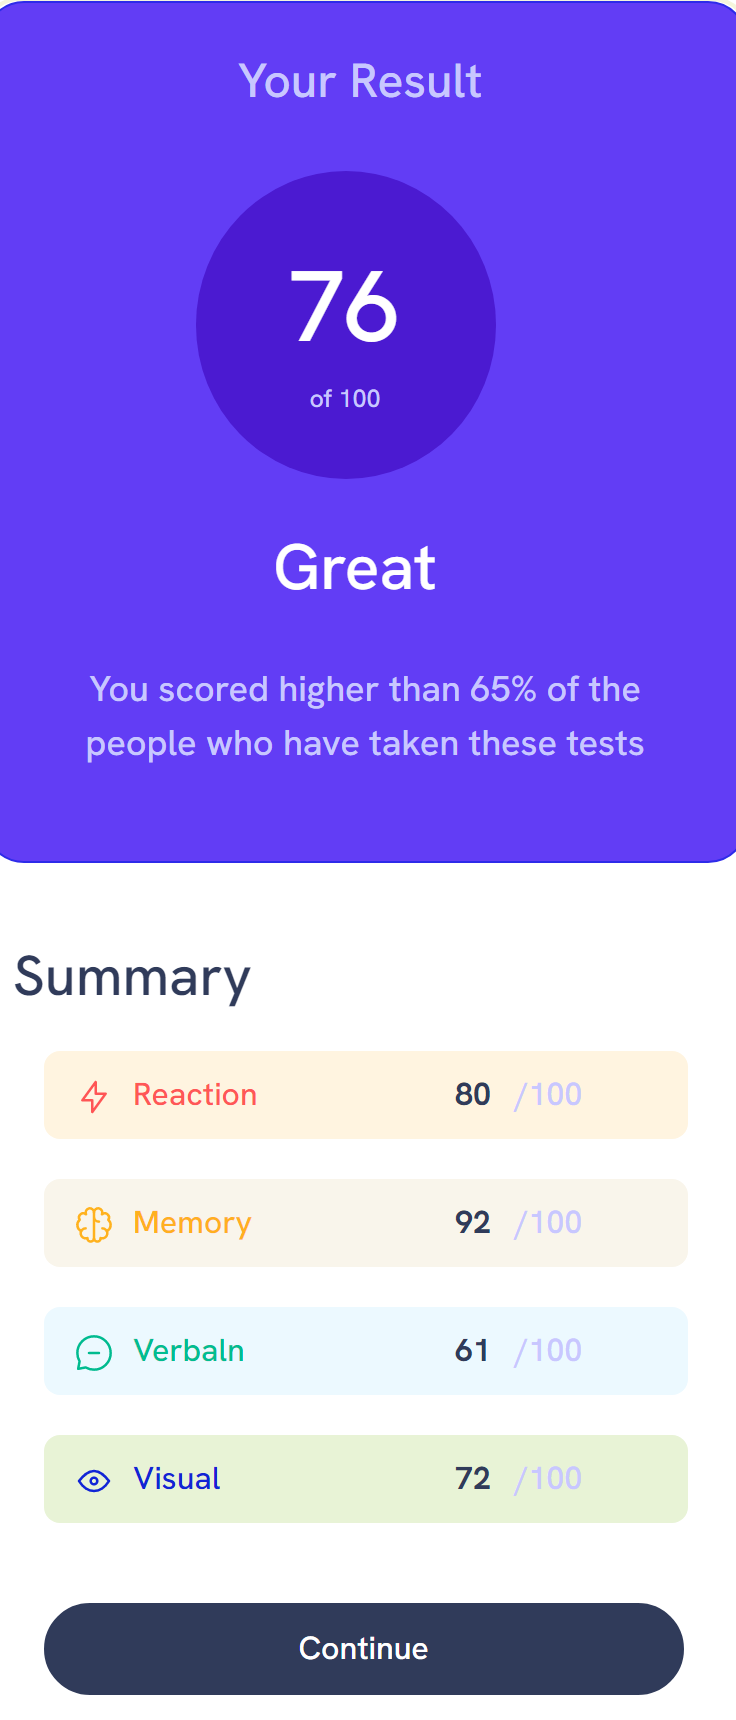 Your Result
76
of 100
Great
You scored higher than 65% of the
people who have taken these tests
Summary
Reaction 80 /100
Memory 92 /100
Verbaln 61 /100
Visual 72 /100
Continue